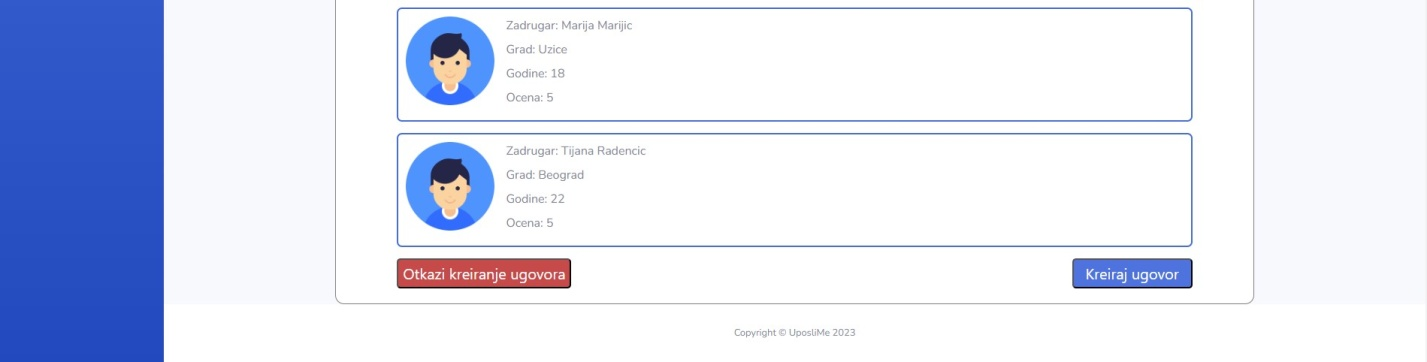 Zadrugar: Marija Marijic
Grad: Uzice
Godine: 18
Ocena: 5
Zadrugar: Tijana Radencic
Grad: Beograd
Godine: 22
Ocena: 5
Otkazi kreiranje ugovora
Kreiraj ugovor
Copyright © UposliMe 2023